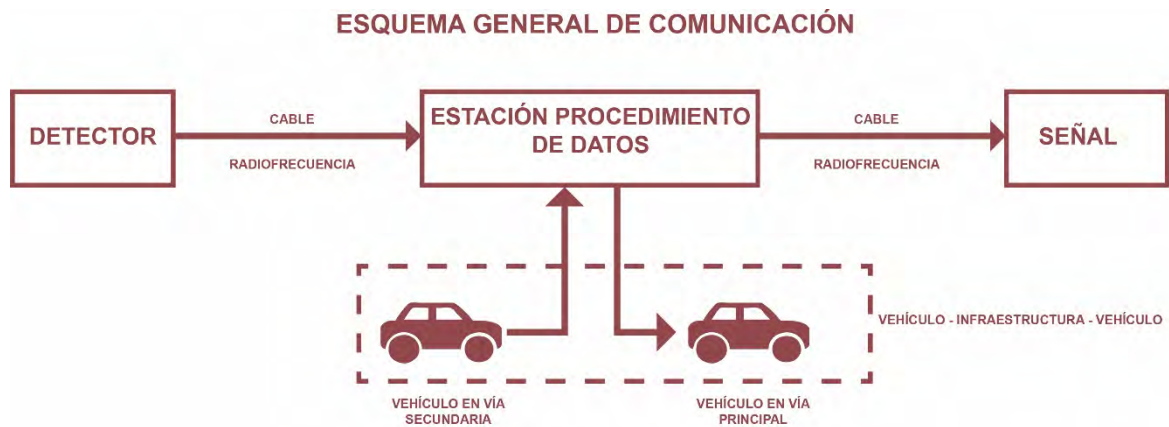 ESQUEMA GENERAL DE COMUNICACIÓN
DETECTOR
CABLE
RADIOFRECUENCIA
ESTACIÓN PROCEDIMIENTO
DE DATOS
CABLE
RADIOFRECUENCIA
SEÑAL
VEHÍCULO - INFRAESTRUCTURA - VEHÍCULO
VEHÍCULO EN VÍA
SECUNDARIA
VEHÍCULO EN VÍA
PRINCIPAL